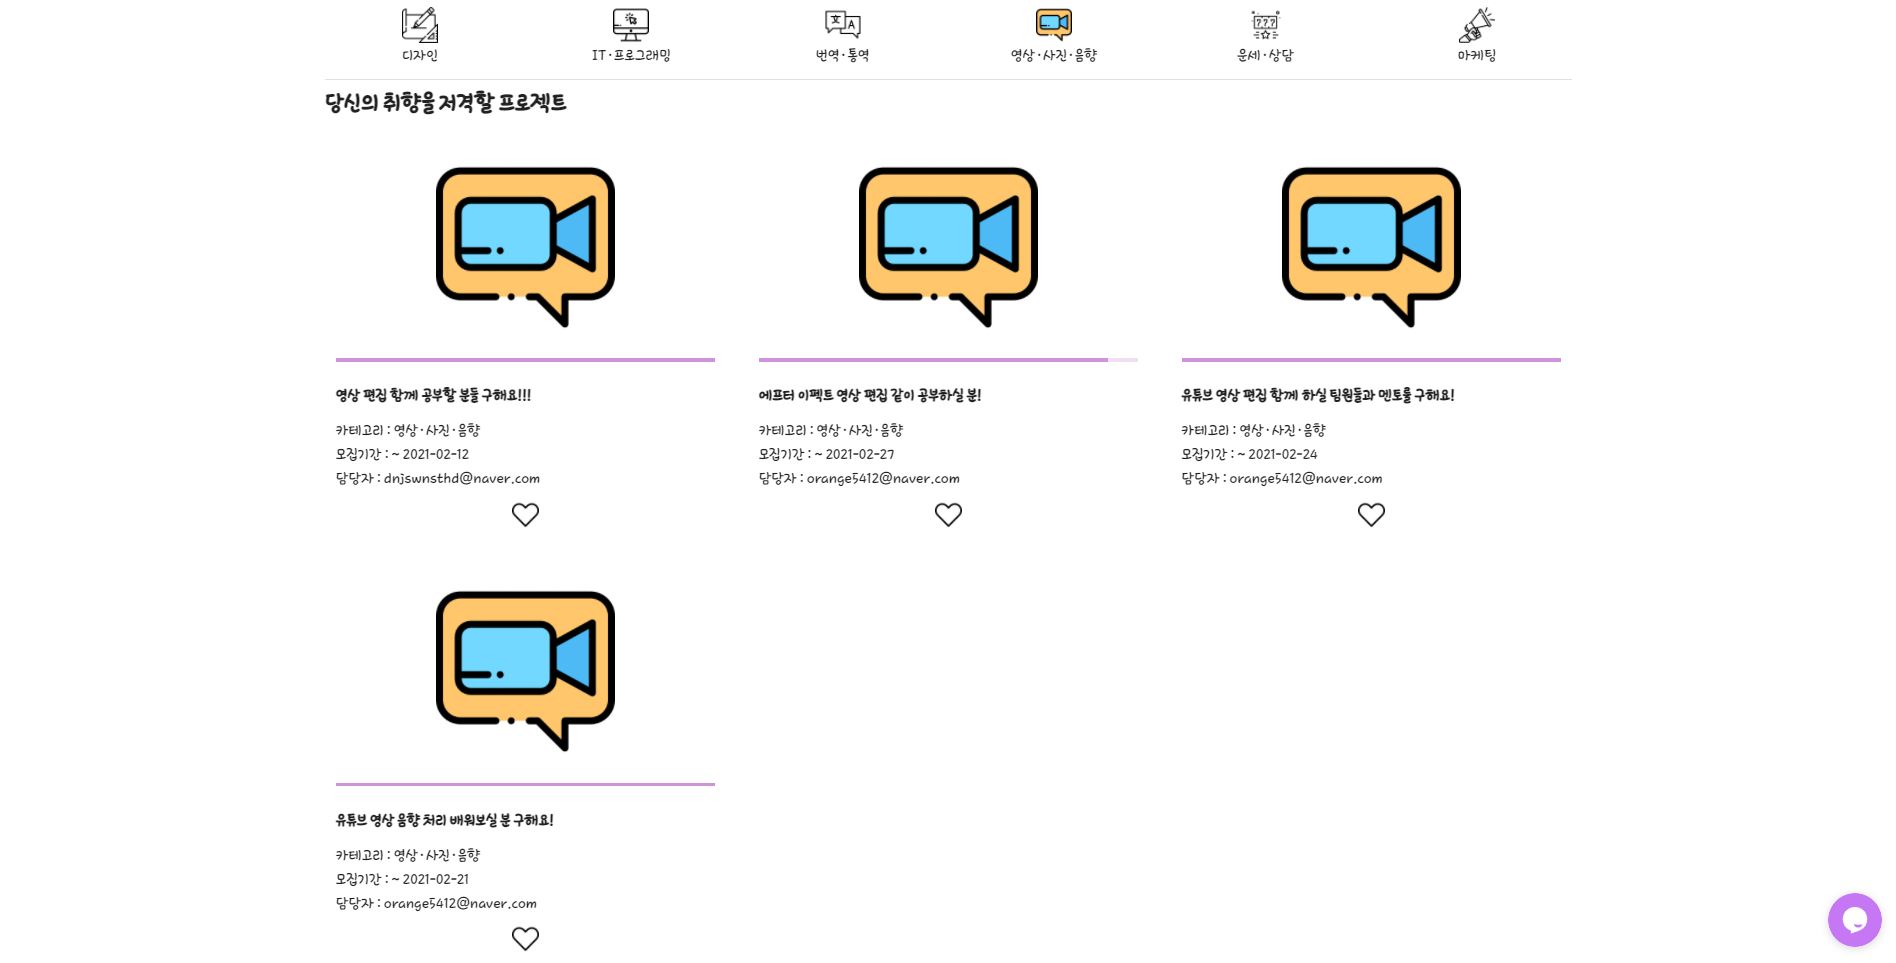 디자인
IT·프로그래밍
번역·통역
영상·사진·음향
운세·상담
마케팅
당신의 취향을 저격할 프로젝트
영상 편집 함께 공부할 분들 구해요!!!
카테고리 : 영상·사진·음향
모집기간 : ~ 2021-02-12
담당자 : dnjswnsthd@naver.com
에프터 이펙트 영상 편집 같이 공부하실 분!
카테고리 : 영상·사진·음향
모집기간 : ~ 2021-02-27
담당자 : orange5412@naver.com
유튜브 영상 편집 함께 하실 팀원들과 멘토를 구해요!
카테고리 : 영상·사진·음향
모집기간 : ~ 2021-02-24
담당자 : orange5412@naver.com
유튜브 영상 음향 처리 배워보실 분 구해요!
카테고리 : 영상·사진·음향
모집기간 : ~ 2021-02-21
담당자 : orange5412@naver.com